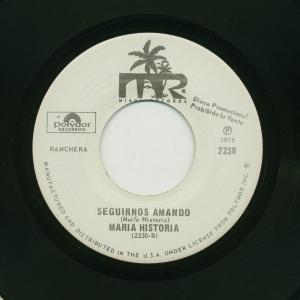 MR
MIAMI RECORDS
®
Disco Promocional
Prohibida la Venta
Polydor
RECORDING
RANCHERA
Ⓟ
1975
2230
SEGUIRNOS AMANDO
(María Historia)
MARIA HISTORIA
(2230-B)
MANUFACTURED AND DISTRIBUTED IN THE U.S.A. UNDER LICENSE FROM POLYDOR INC.